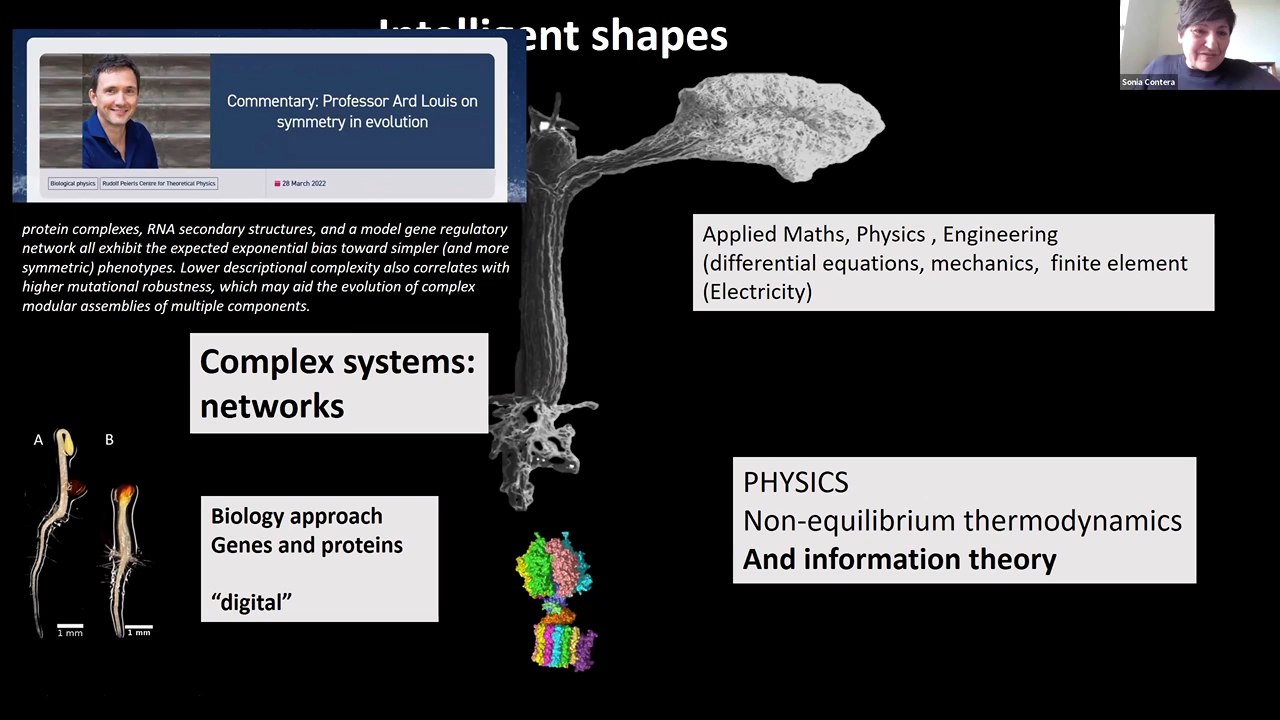 Intelligent shapes
Sonia Contera
Commentary: Professor Ard Louis on
symmetry in evolution
Biological physics
Rudolf Peierls Centre for Theoretical Physics
28 March 2022
protein complexes, RNA secondary structures, and a model gene regulatory
network all exhibit the expected exponential bias toward simpler (and more
symmetric) phenotypes. Lower descriptional complexity also correlates with
higher mutational robustness, which may aid the evolution of complex
modular assemblies of multiple components.
Applied Maths, Physics , Engineering
(differential equations, mechanics, finite element
(Electricity)
Complex systems:
networks
A
B
1 mm
1 mm
Biology approach
Genes and proteins
“digital”
PHYSICS
Non-equilibrium thermodynamics
And information theory